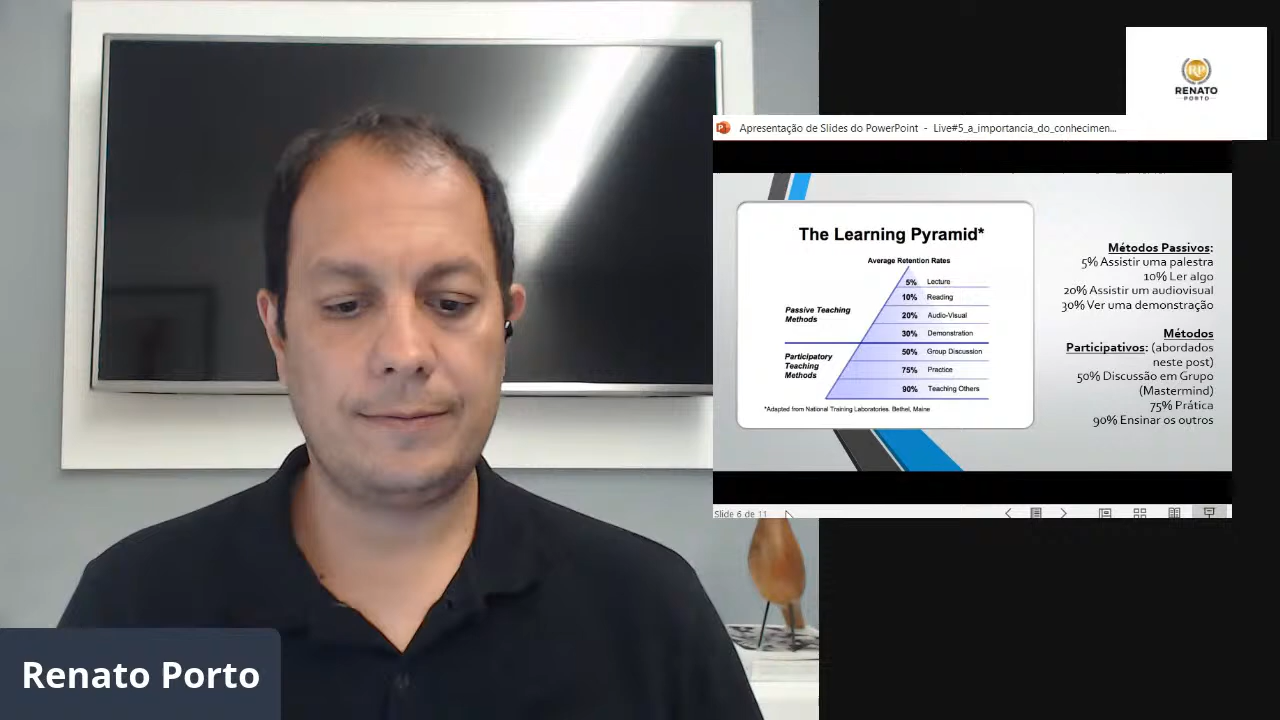 RP
RENATO
PORTO
Apresentação de Slides do PowerPoint - Live#5_a_importancia_do_conhecimen...
The Learning Pyramid*
Average Retention Rates
5% Lecture
10% Reading
20% Audio-Visual
30% Demonstration
50% Group Discussion
75% Practice
90% Teaching Others
Passive Teaching
Methods
Participatory
Teaching
Methods
*Adapted from National Training Laboratories. Bethel, Maine
Métodos Passivos:
5% Assistir uma palestra
10% Ler algo
20% Assistir um audiovisual
30% Ver uma demonstração
Métodos
Participativos: (abordados
neste post)
50% Discussão em Grupo
(Mastermind)
75% Prática
90% Ensinar os outros
Slide 6 de 11
Renato Porto